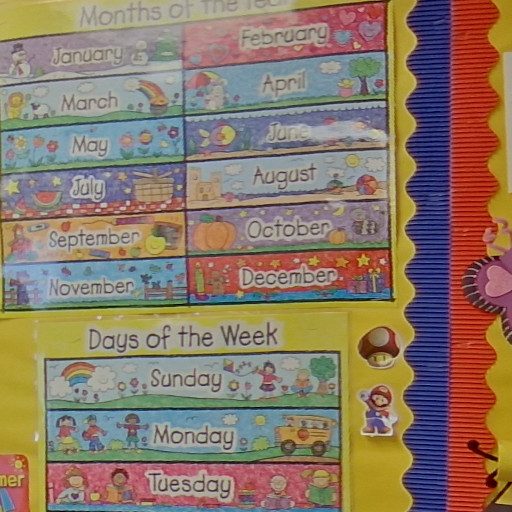 Months of the Year
January
February
March
April
May
June
July
August
September
October
November
December
Days of the Week
Sunday
Monday
Tuesday